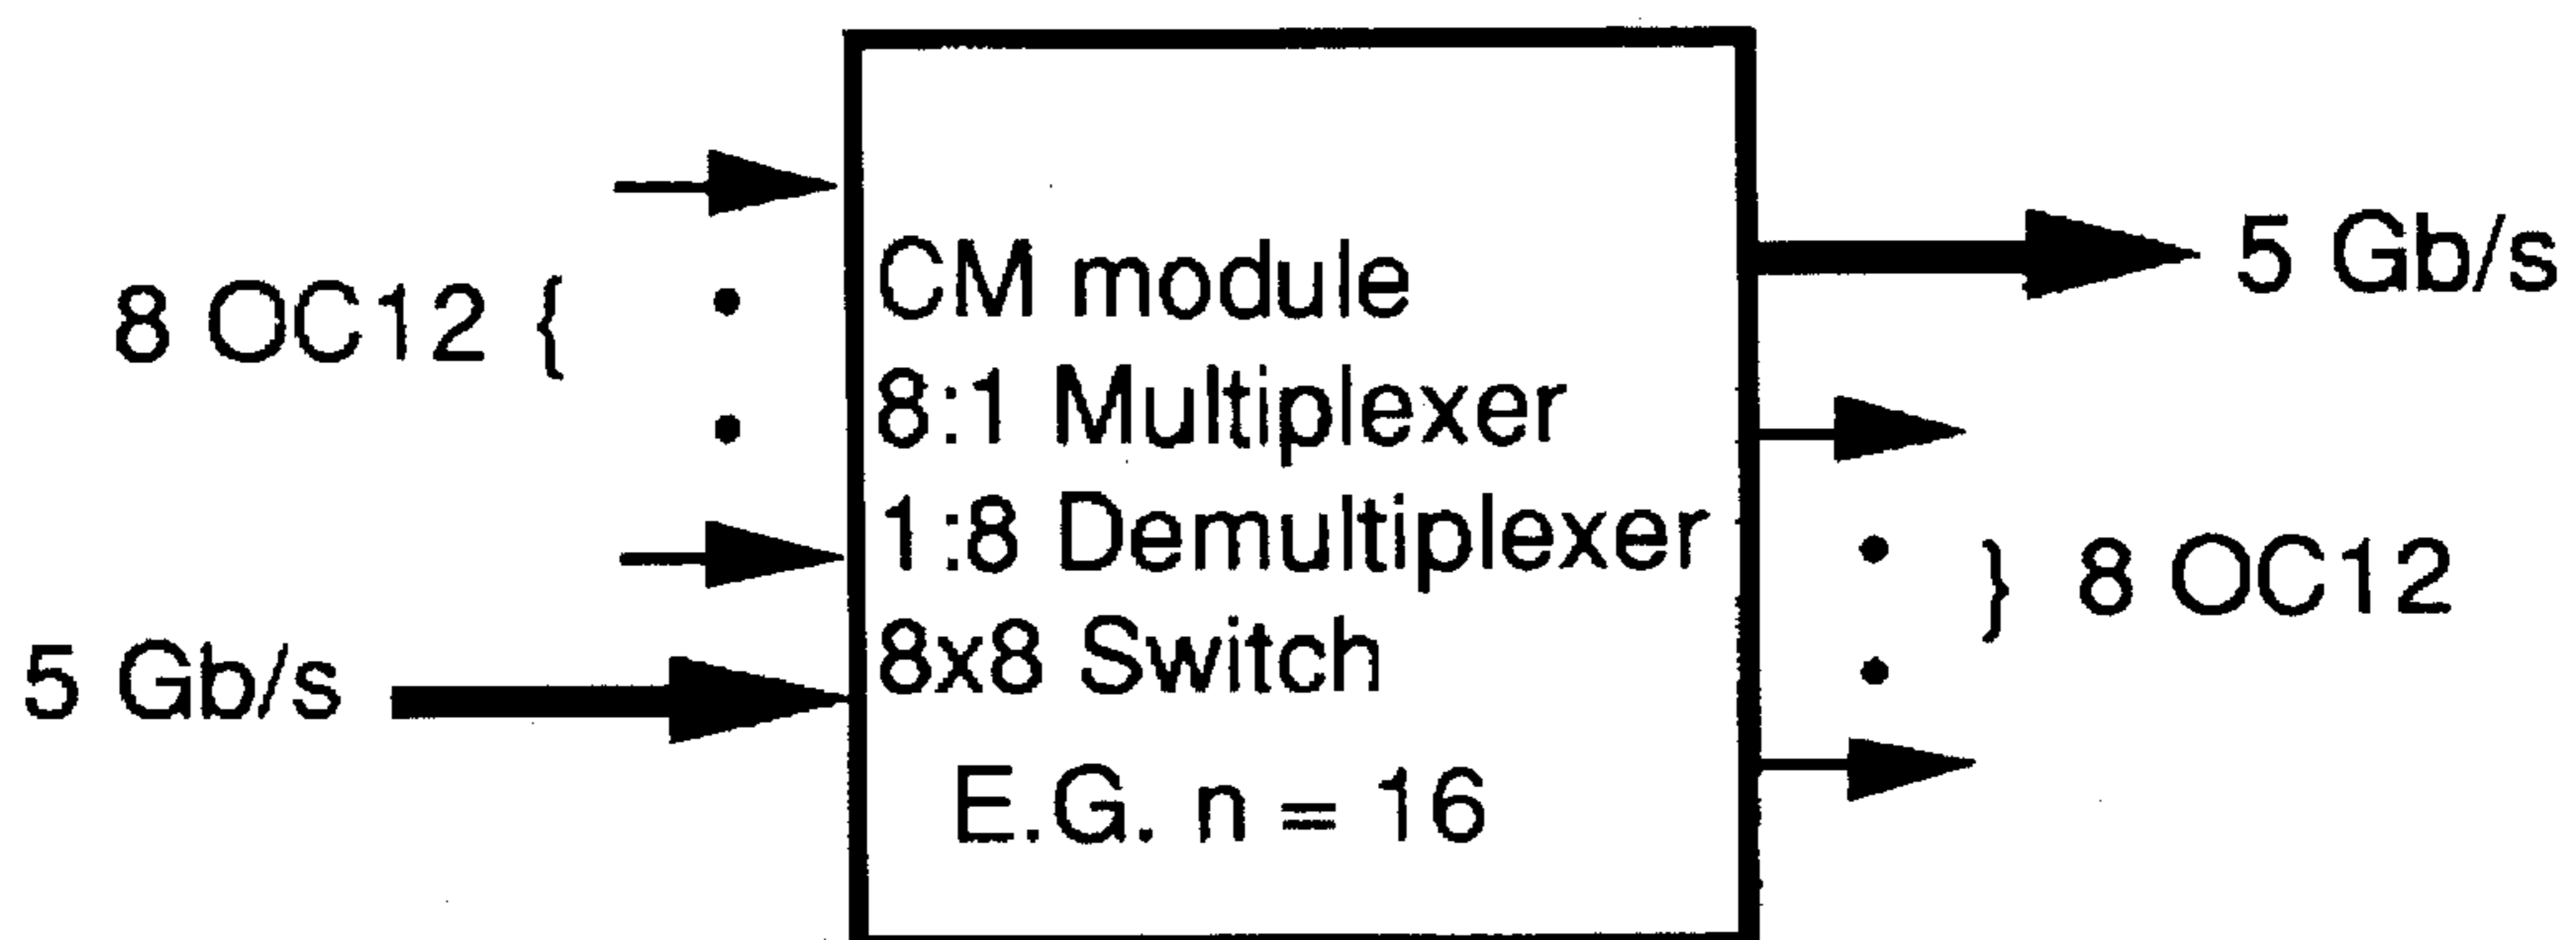 8 OC12 {
5 Gb/s
CM module
8:1 Multiplexer
1:8 Demultiplexer
8x8 Switch
E.G. n = 16
5 Gb/s
} 8 OC12